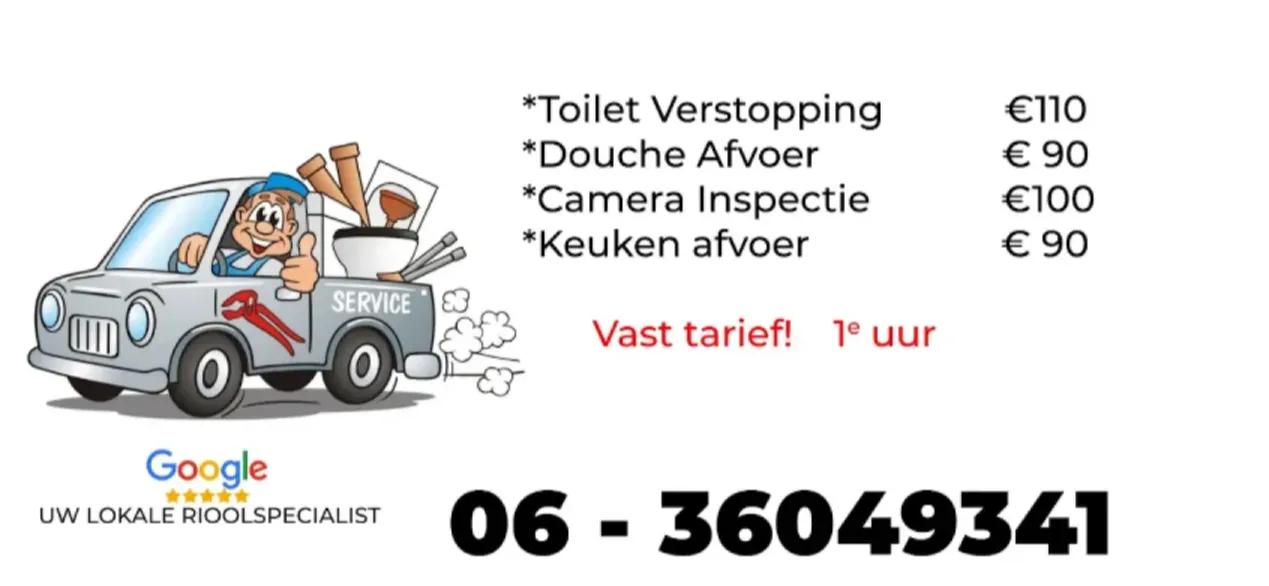 *Toilet Verstopping €110
*Douche Afvoer € 90
*Camera Inspectie €100
*Keuken afvoer € 90
SERVICE
Vast tarief! 1e uur
Google
UW LOKALE RIOOLSPECIALIST
06 - 36049341